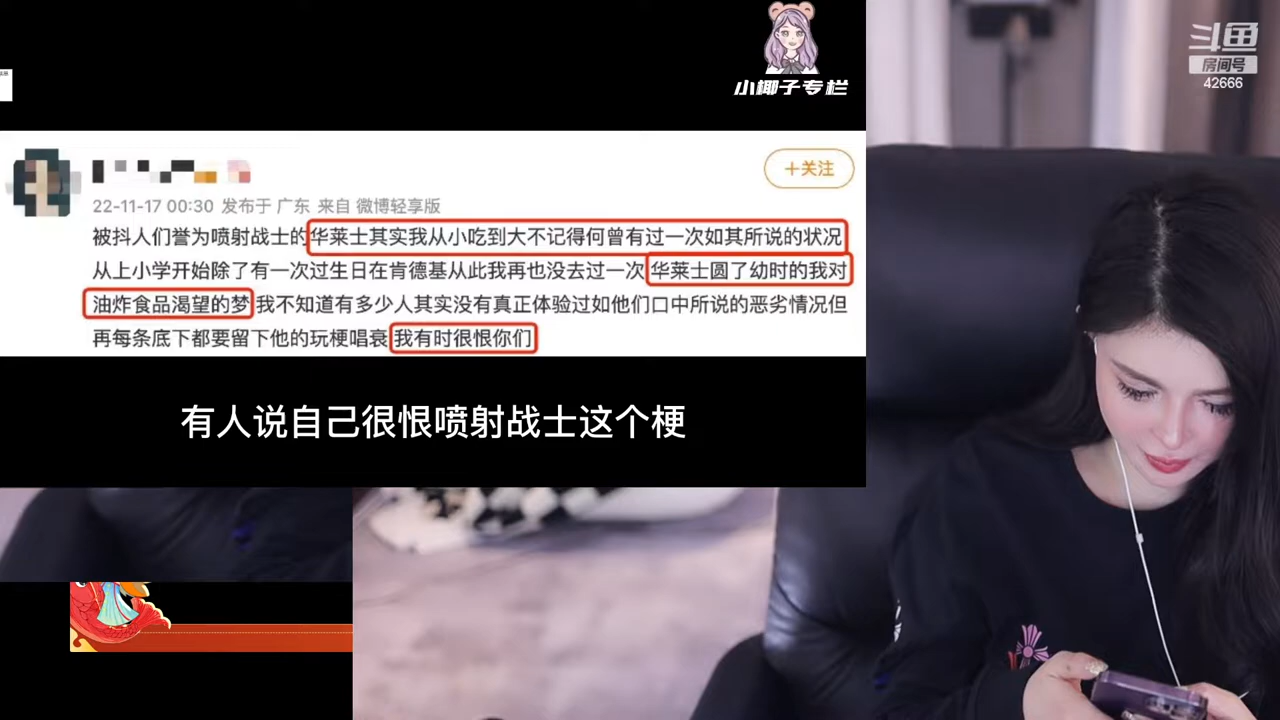 小椰子专栏
斗鱼
房间号
42666
+关注
22-11-17 00:30 发布于 广东 来自 微博轻享版
被抖人们誉为喷射战士的华莱士其实我从小吃到大不记得何曾有过一次如其所说的状况
从上小学开始除了有一次过生日在肯德基从此我再也没去过一次华莱士圆了幼时的我对
油炸食品渴望的梦我不知道有多少人其实没有真正体验过如他们口中所说的恶劣情况但
再每条底下都要留下他的玩梗唱衰我有时很恨你们
有人说自己很恨喷射战士这个梗